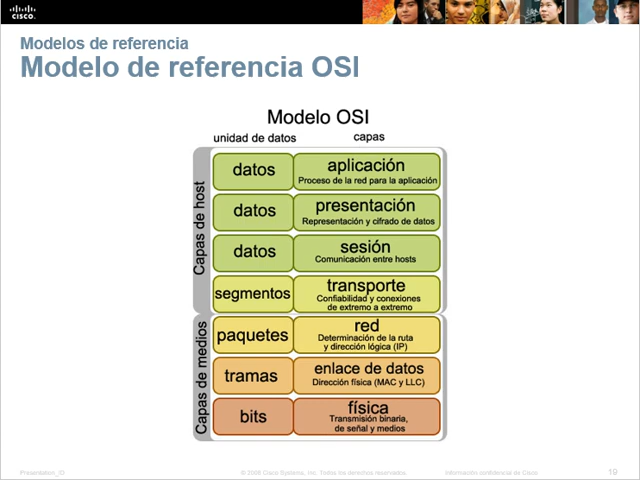 CISCO.
Modelos de referencia
Modelo de referencia OSI
Modelo OSI
unidad de datos
capas
Capas de host
datos
aplicación
Proceso de la red para la aplicación
datos
presentación
Representación y cifrado de datos
datos
sesión
Comunicación entre hosts
segmentos
transporte
Confiabilidad y conexiones
de extremo a extremo
Capas de medios
paquetes
red
Determinación de la ruta
y dirección lógica (IP)
tramas
enlace de datos
Dirección física (MAC y LLC)
bits
física
Transmisión binaria,
de señal y medios
Presentation_ID
© 2008 Cisco Systems, Inc. Todos los derechos reservados.
Información confidencial de Cisco
19